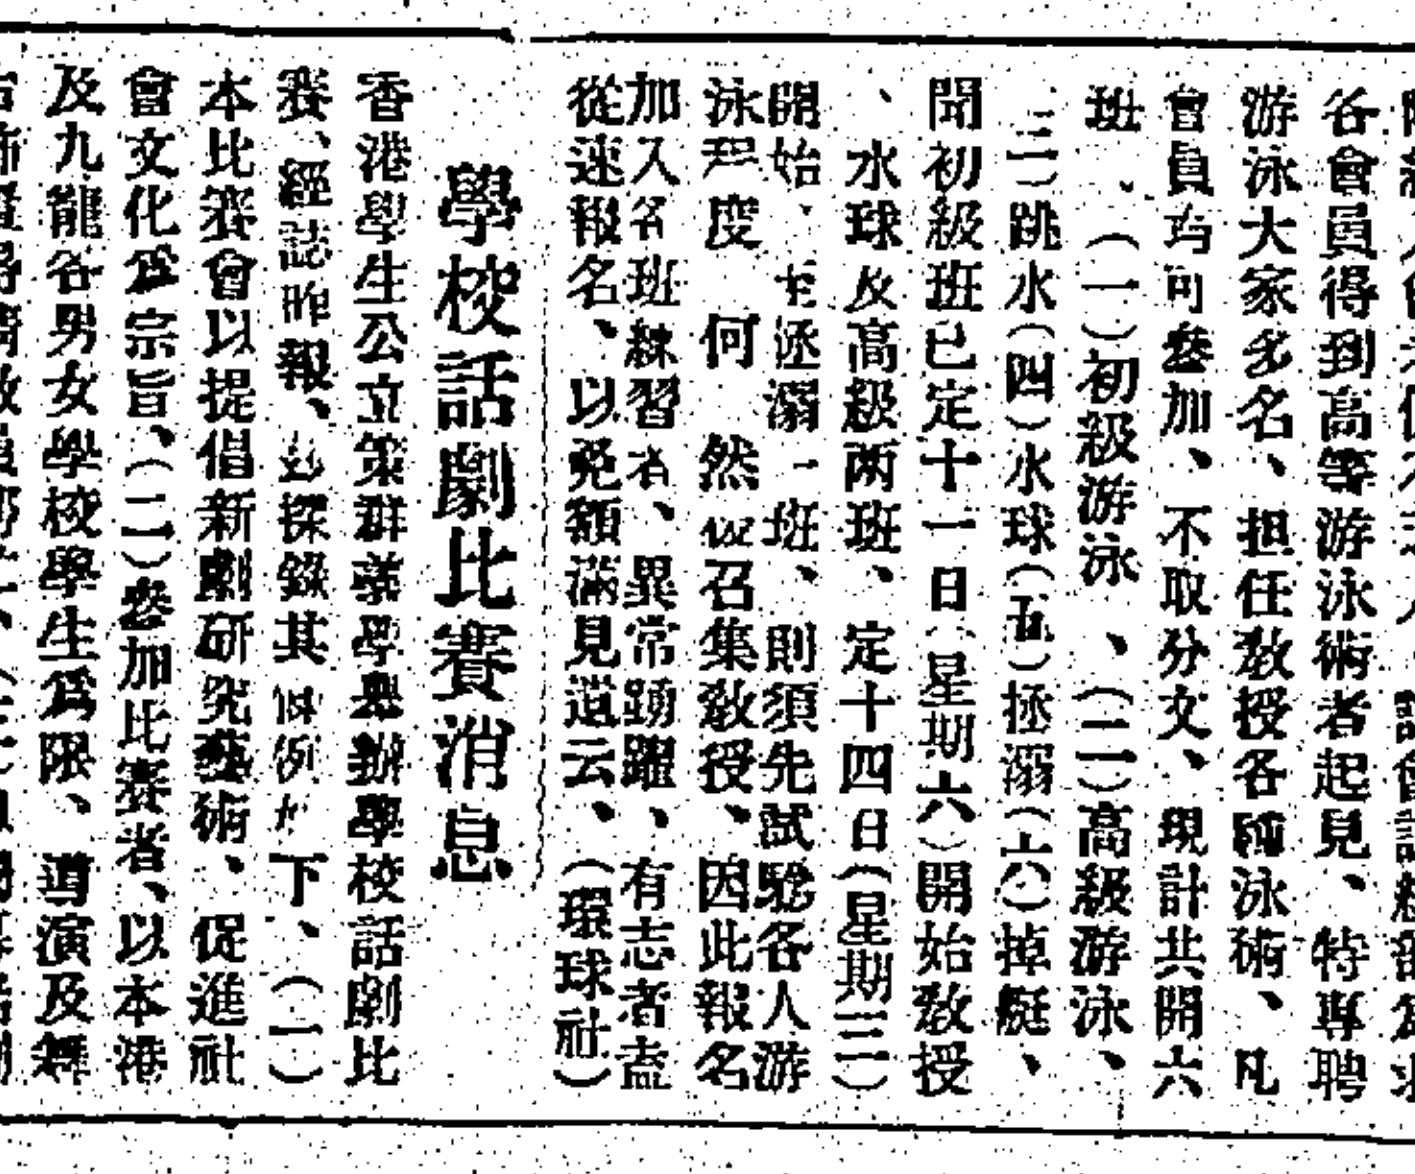 各會員得到高等游泳術者起見、特專聘
游泳大家多名、担任教授各種泳術、凡
會員均可參加、不取分文、現計共開六
班、（一）初級游泳、（二）高級游泳、
（三）跳水（四）水球（五）拯溺（六）掉艇、
聞初級班已定十一日（星期六）開始教授
、水球及高級兩班、定十四日（星期三）
開始、至拯溺一班、則須先試驗各人游
泳程度 何 然後召集教授、因此報名
加入各班練習者、異常踴躍、有志者盍
從速報名、以免額滿見遺云、（環球社）
學校話劇比賽消息
香港學生公立策群義學舉辦學校話劇比
賽、經誌昨報、探錄其 例 下、（一）
本比賽會以提倡新劇研究藝術、促進社
會文化爲宗旨、（二）參加比賽者、以本港
及九龍各男女學校學生爲限、導演及舞